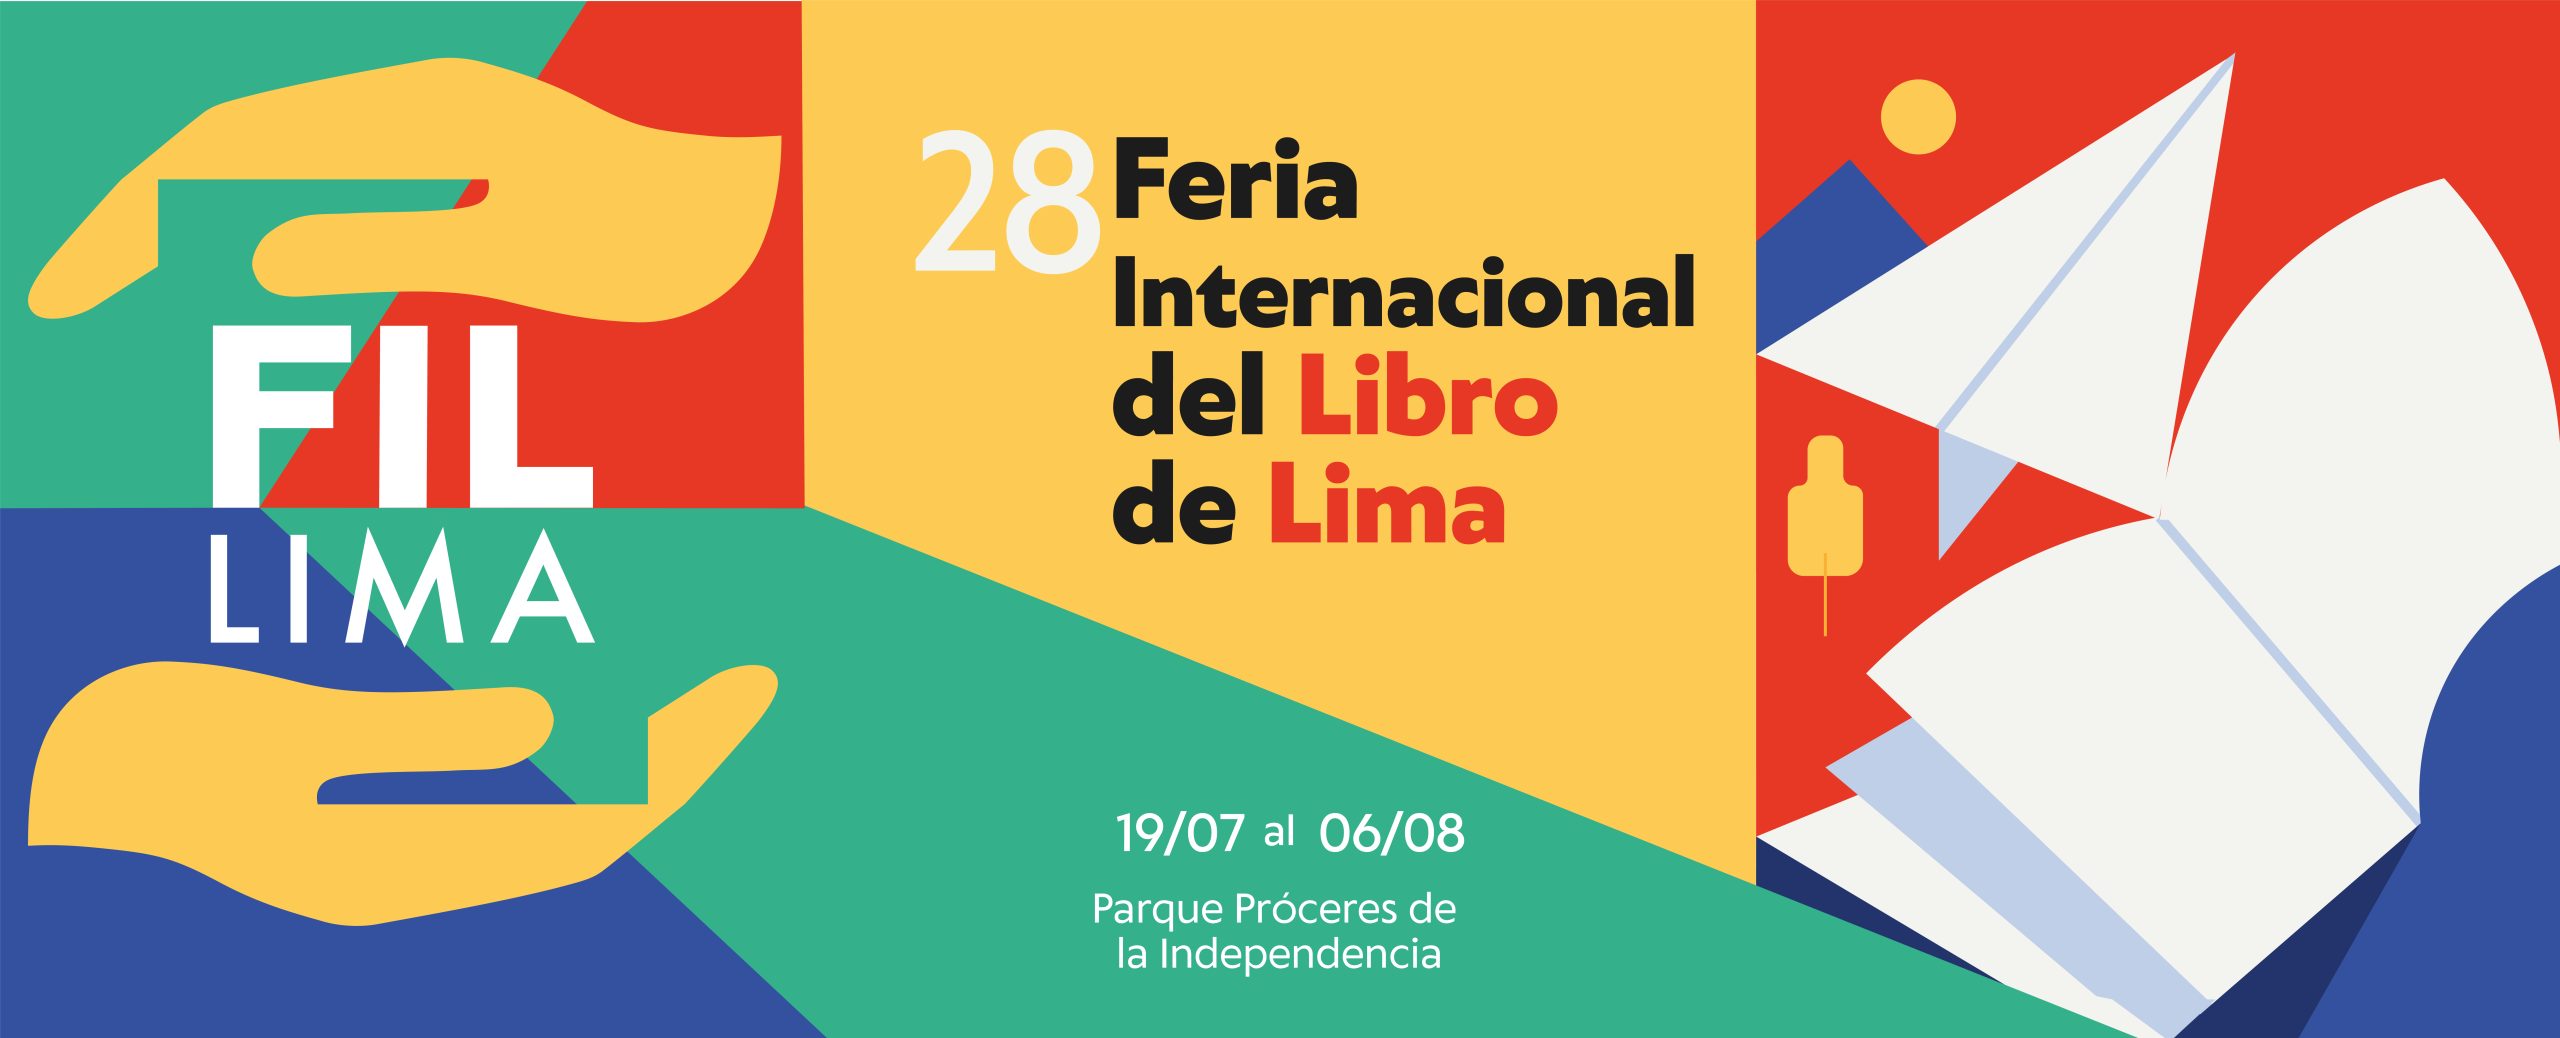 FIL
LIMA
28 Feria
Internacional
del Libro
de Lima
19/07 al 06/08
Parque Próceres de
la Independencia